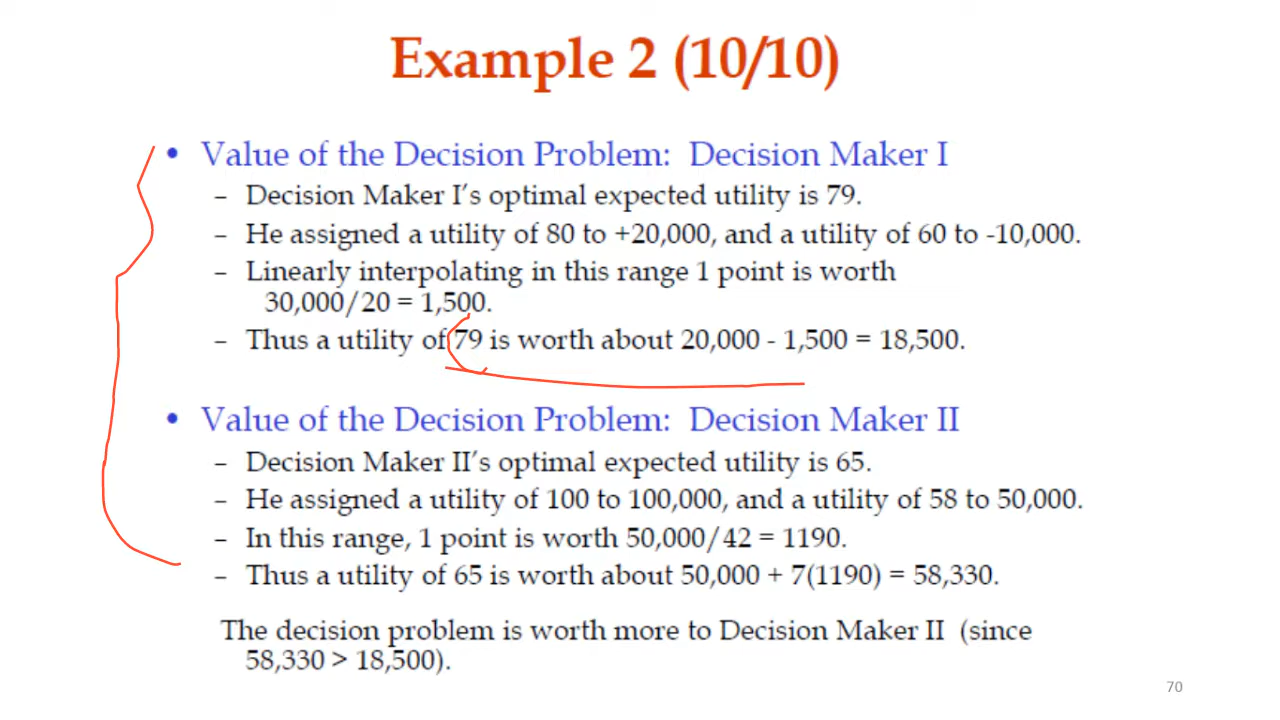 Example 2 (10/10)
• Value of the Decision Problem: Decision Maker I
– Decision Maker I's optimal expected utility is 79.
– He assigned a utility of 80 to +20,000, and a utility of 60 to -10,000.
– Linearly interpolating in this range 1 point is worth
30,000/20 = 1,500.
– Thus a utility of 79 is worth about 20,000 - 1,500 = 18,500.
• Value of the Decision Problem: Decision Maker II
– Decision Maker II's optimal expected utility is 65.
– He assigned a utility of 100 to 100,000, and a utility of 58 to 50,000.
– In this range, 1 point is worth 50,000/42 = 1190.
– Thus a utility of 65 is worth about 50,000 + 7(1190) = 58,330.
The decision problem is worth more to Decision Maker II (since
58,330 > 18,500).
70